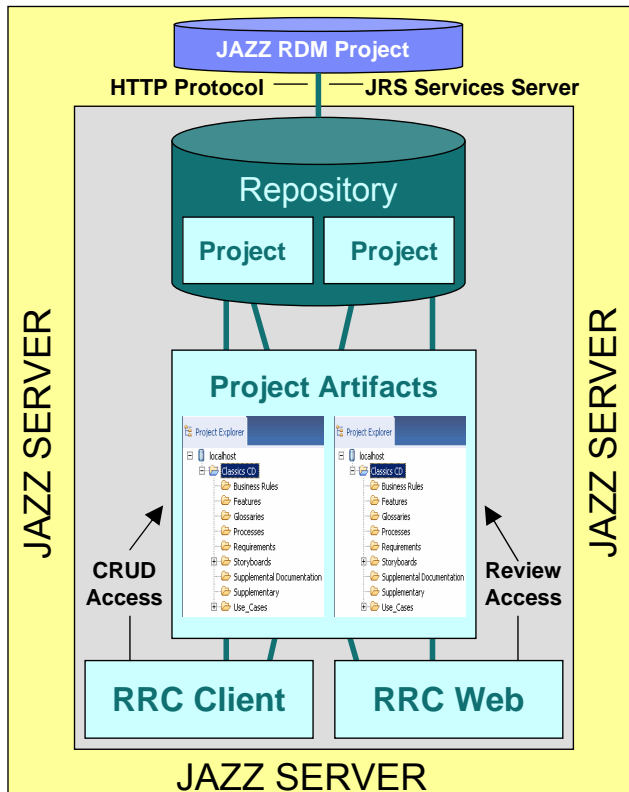 JAZZ RDM Project
HTTP Protocol
JRS Services Server
Repository
Project
Project
Project Artifacts
Project Explorer
localhost
Classics CD
Business Rules
Features
Glossaries
Processes
Requirements
Storyboards
Supplemental Documentation
Supplementary
Use_Cases
Project Explorer
localhost
Classics CD
Business Rules
Features
Glossaries
Processes
Requirements
Storyboards
Supplemental Documentation
Supplementary
Use_Cases
JAZZ SERVER
JAZZ SERVER
CRUD
Access
Review
Access
RRC Client
RRC Web
JAZZ SERVER